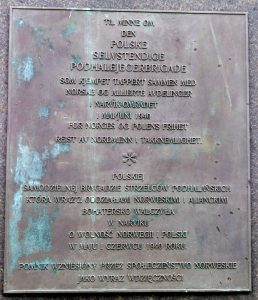 TIL MINNE OM
DEN
POLSKE
SELVSTENDIGE
PODHALEJEGERBRIGADE
SOM KJEMPET TAPPERT SAMMEN MED
NORSKE OG ALLIERTE AVDELINGER
I NARVIKOMRÅDET
I MAI/JUNI 1940
FOR NORGES OG POLENS FRIHET
REIST AV NORDMENN I TAKKNEMLIGHET.
POLSKIEJ
SAMODZIELNEJ BRYGADZIE STRZELCÓW PODHALAŃSKICH
KTÓRA WRAZ Z ODDZIAŁAMI NORWESKIMI I ALIANCKIMI
BOHATERSKO WALCZYŁA
W NARVIKU
O WOLNOŚĆ NORWEGII I POLSKI
W MAJU I CZERWCU 1940 ROKU.
POMNIK WZNIESIONY PRZEZ SPOŁECZEŃSTWO NORWESKIE
JAKO WYRAZ WDZIĘCZNOŚCI